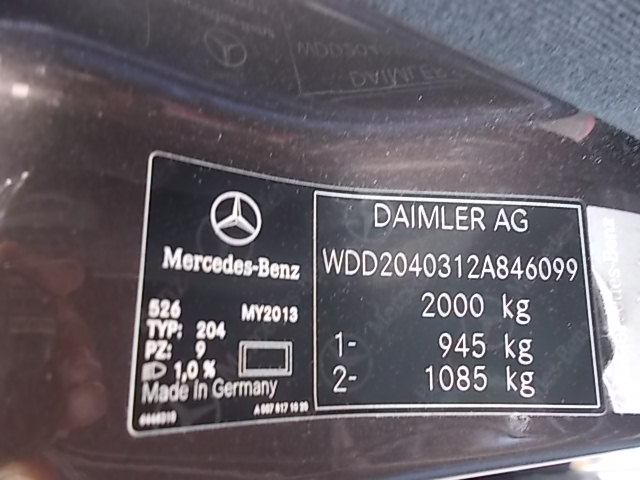 Mercedes-Benz
526 MY2013
TYP: 204
PZ: 9
1,0 %
Made In Germany
DAIMLER AG
WDD2040312A846099
2000 kg
1- 945 kg
2- 1085 kg